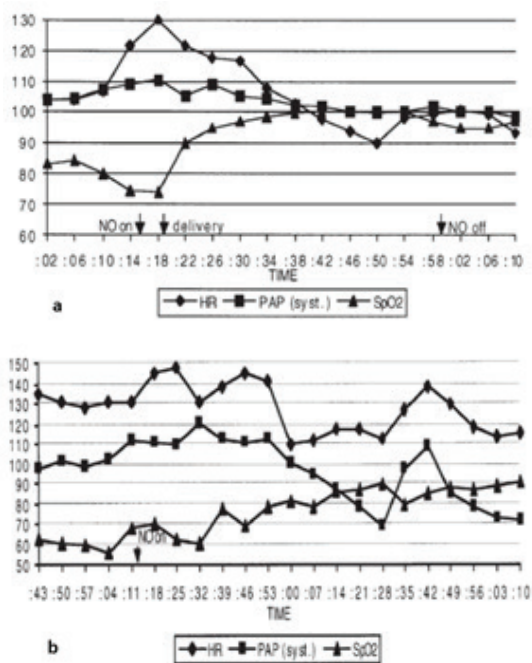 130
120
110
100
90
80
70
60
NO on delivery NO off
:02 :06 :10 :14 :18 :22 :26 :30 :34 :38 :42 :46 :50 :54 :58 :02 :06 :10
TIME
a
HR PAP (syst.) SpO2
150
140
130
120
110
100
90
80
70
60
50
NO on
:43 :50 :57 :04 :11 :18 :25 :32 :39 :46 :53 :00 :07 :14 :21 :28 :35 :42 :49 :56 :03 :10
TIME
b
HR PAP (syst.) SpO2